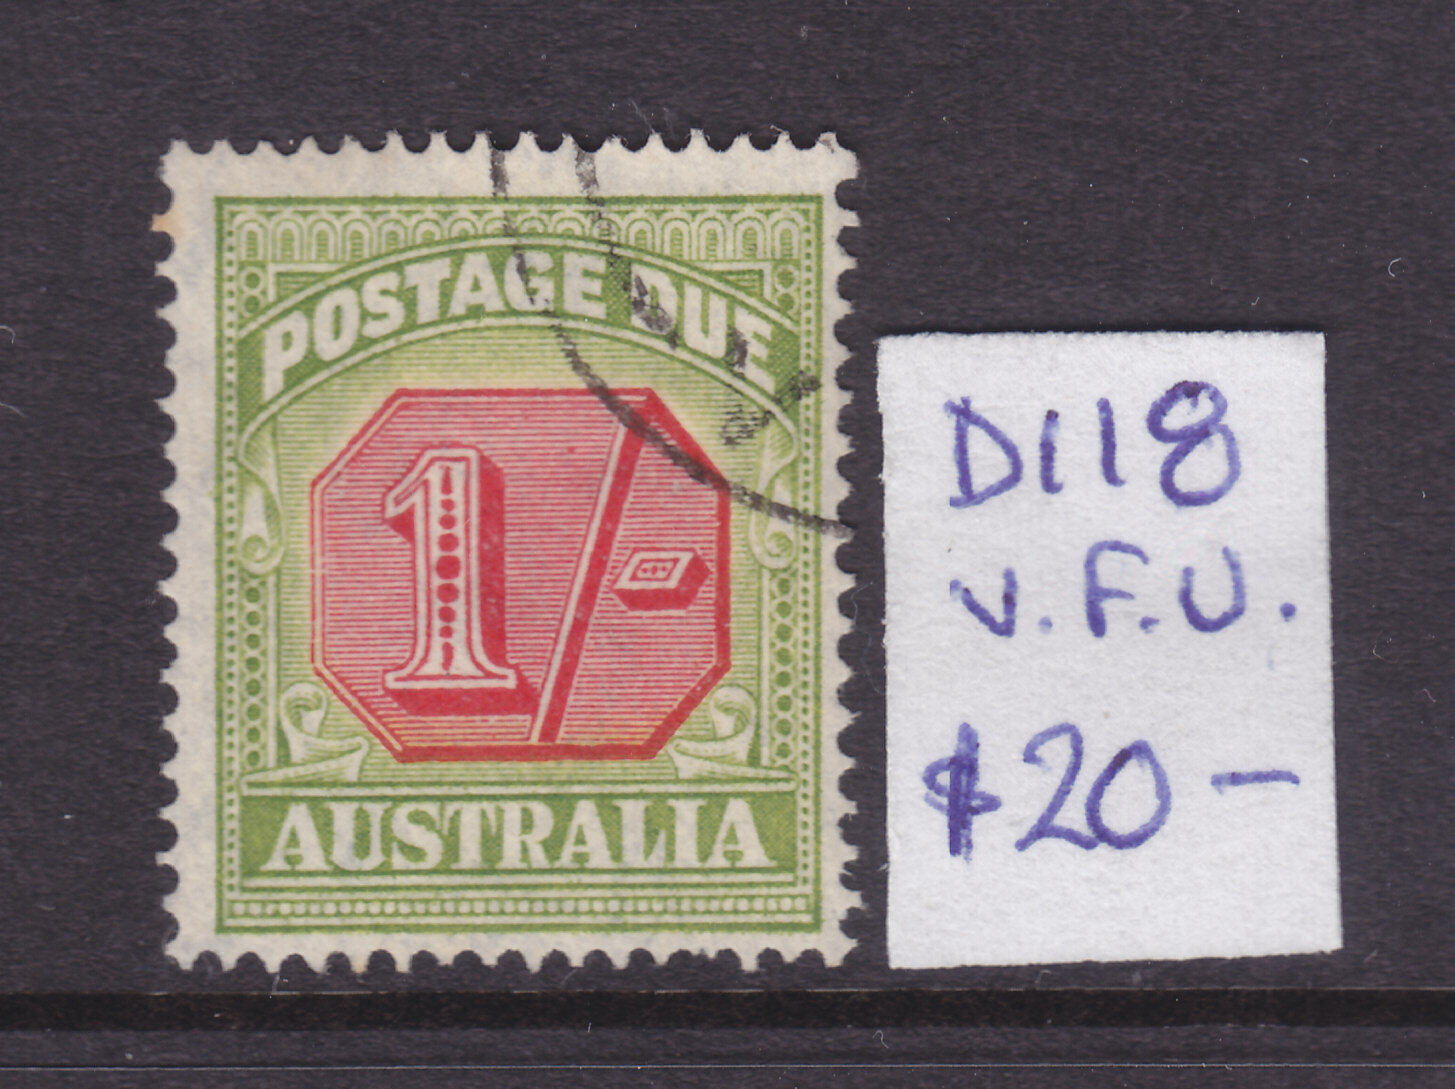 POSTAGE DUE
1/-
AUSTRALIA
D118
V.F.U.
$20-